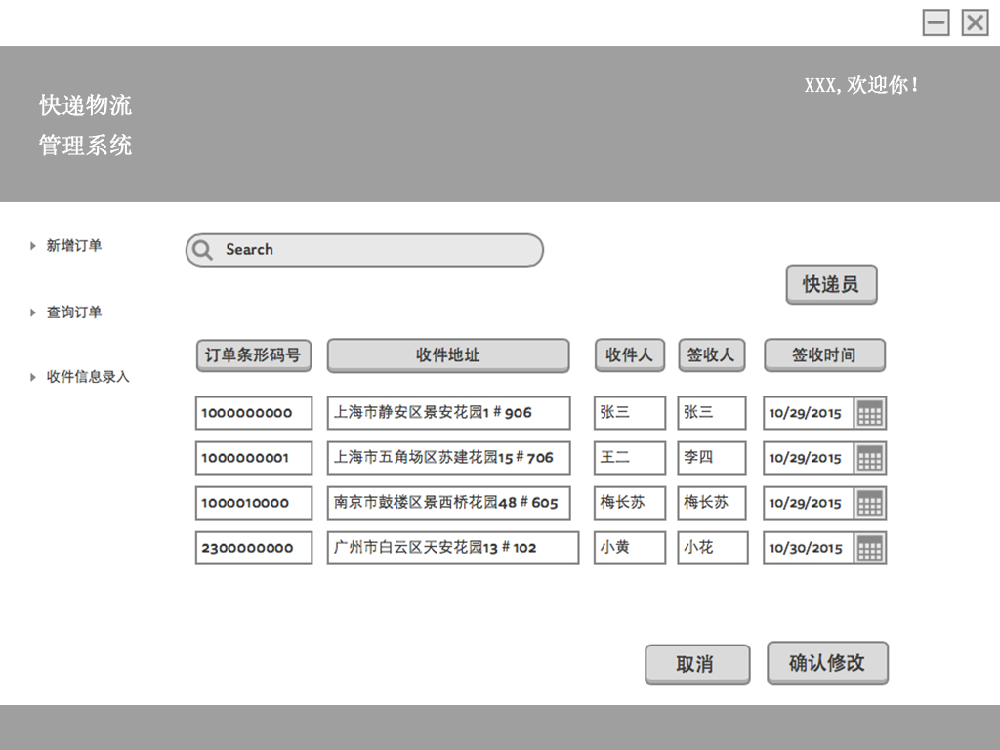 XXX,欢迎你!
快递物流
管理系统
新增订单
Search
快递员
查询订单
订单条形码号 收件地址 收件人 签收人 签收时间
收件信息录入
1000000000 上海市静安区景安花园1#906 张三 张三 10/29/2015
1000000001 上海市五角场区苏建花园15#706 王二 李四 10/29/2015
1000010000 南京市鼓楼区景西桥花园48#605 梅长苏 梅长苏 10/29/2015
2300000000 广州市白云区天安花园13#102 小黄 小花 10/30/2015
取消 确认修改